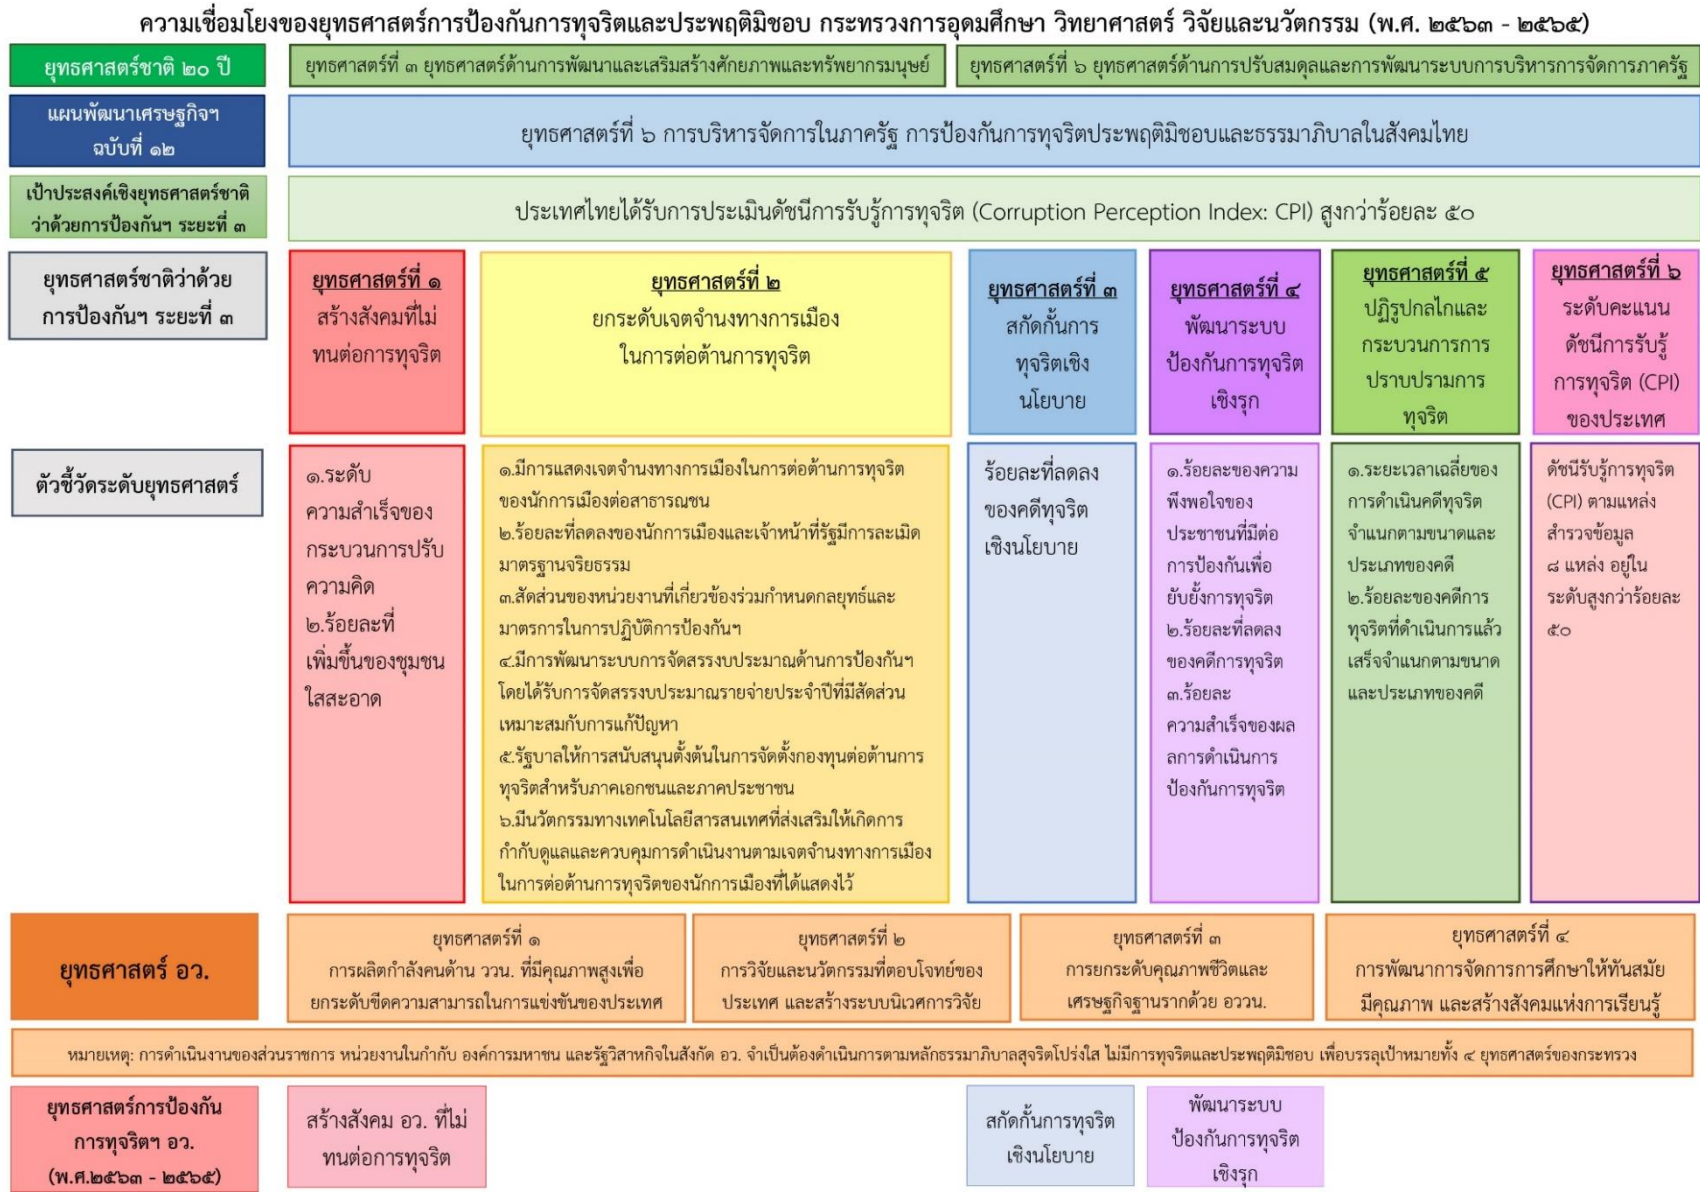 ความเชื่อมโยงของยุทธศาสตร์การป้องกันการทุจริตและประพฤติมิชอบ กระทรวงการอุดมศึกษา วิทยาศาสตร์ วิจัยและนวัตกรรม (พ.ศ. ๒๕๖๓ - ๒๕๖๕)
ยุทธศาสตร์ชาติ ๒๐ ปี
ยุทธศาสตร์ที่ ๓ ยุทธศาสตร์ด้านการพัฒนาและเสริมสร้างศักยภาพและทรัพยากรมนุษย์
ยุทธศาสตร์ที่ ๖ ยุทธศาสตร์ด้านการปรับสมดุลและการพัฒนาระบบการบริหารการจัดการภาครัฐ
แผนพัฒนาเศรษฐกิจฯ
ฉบับที่ ๑๒
ยุทธศาสตร์ที่ ๖ การบริหารจัดการในภาครัฐ การป้องกันการทุจริตประพฤติมิชอบและธรรมาภิบาลในสังคมไทย
เป้าประสงค์เชิงยุทธศาสตร์ชาติ
ว่าด้วยการป้องกันฯ ระยะที่ ๓
ประเทศไทยได้รับการประเมินดัชนีการรับรู้การทุจริต (Corruption Perception Index: CPI) สูงกว่าร้อยละ ๕๐
ยุทธศาสตร์ชาติว่าด้วย
การป้องกันฯ ระยะที่ ๓
ยุทธศาสตร์ที่ ๑
สร้างสังคมที่ไม่
ทนต่อการทุจริต
ยุทธศาสตร์ที่ ๒
ยกระดับเจตจำนงทางการเมือง
ในการต่อต้านการทุจริต
ยุทธศาสตร์ที่ ๓
สกัดกั้นการ
ทุจริตเชิง
นโยบาย
ยุทธศาสตร์ที่ ๔
พัฒนาระบบ
ป้องกันการทุจริต
เชิงรุก
ยุทธศาสตร์ที่ ๕
ปฏิรูปกลไกและ
กระบวนการการ
ปราบปรามการ
ทุจริต
ยุทธศาสตร์ที่ ๖
ระดับคะแนน
ดัชนีการรับรู้
การทุจริต (CPI)
ของประเทศ
ตัวชี้วัดระดับยุทธศาสตร์
๑.ระดับ
ความสำเร็จของ
กระบวนการปรับ
ความคิด
๒.ร้อยละที่
เพิ่มขึ้นของชุมชน
ใสสะอาด
๑.มีการแสดงเจตจำนงทางการเมืองในการต่อต้านการทุจริต
ของนักการเมืองต่อสาธารณชน
๒.ร้อยละที่ลดลงของนักการเมืองและเจ้าหน้าที่รัฐมีการละเมิด
มาตรฐานจริยธรรม
๓.สัดส่วนของหน่วยงานที่เกี่ยวข้องร่วมกำหนดกลยุทธ์และ
มาตรการในการปฏิบัติการป้องกันฯ
๔.มีการพัฒนาระบบการจัดสรรงบประมาณด้านการป้องกันฯ
โดยได้รับการจัดสรรงบประมาณรายจ่ายประจำปีที่มีสัดส่วน
เหมาะสมกับการแก้ปัญหา
๕.รัฐบาลให้การสนับสนุนตั้งต้นในการจัดตั้งกองทุนต่อต้านการ
ทุจริตสำหรับภาคเอกชนและภาคประชาชน
๖.มีนวัตกรรมทางเทคโนโลยีสารสนเทศที่ส่งเสริมให้เกิดการ
กำกับดูแลและควบคุมการดำเนินงานตามเจตจำนงทางการเมือง
ในการต่อต้านการทุจริตของนักการเมืองที่ได้แสดงไว้
ร้อยละที่ลดลง
ของคดีทุจริต
เชิงนโยบาย
๑.ร้อยละของความ
พึงพอใจของ
ประชาชนที่มีต่อ
การป้องกันเพื่อ
ยับยั้งการทุจริต
๒.ร้อยละที่ลดลง
ของคดีการทุจริต
๓.ร้อยละ
ความสำเร็จของผล
ลการดำเนินการ
ป้องกันการทุจริต
๑.ระยะเวลาเฉลี่ยของ
การดำเนินคดีทุจริต
จำแนกตามขนาดและ
ประเภทของคดี
๒.ร้อยละของคดีการ
ทุจริตที่ดำเนินการแล้ว
เสร็จจำแนกตามขนาด
และประเภทของคดี
ดัชนีรับรู้การทุจริต
(CPI) ตามแหล่ง
สำรวจข้อมูล
๘ แหล่ง อยู่ใน
ระดับสูงกว่าร้อยละ
๕๐
ยุทธศาสตร์ อว.
ยุทธศาสตร์ที่ ๑
การผลิตกำลังคนด้าน ววน. ที่มีคุณภาพสูงเพื่อ
ยกระดับขีดความสามารถในการแข่งขันของประเทศ
ยุทธศาสตร์ที่ ๒
การวิจัยและนวัตกรรมที่ตอบโจทย์ของ
ประเทศ และสร้างระบบนิเวศการวิจัย
ยุทธศาสตร์ที่ ๓
การยกระดับคุณภาพชีวิตและ
เศรษฐกิจฐานรากด้วย อววน.
ยุทธศาสตร์ที่ ๔
การพัฒนาการจัดการการศึกษาให้ทันสมัย
มีคุณภาพ และสร้างสังคมแห่งการเรียนรู้
หมายเหตุ: การดำเนินงานของส่วนราชการ หน่วยงานในกำกับ องค์การมหาชน และรัฐวิสาหกิจในสังกัด อว. จำเป็นต้องดำเนินการตามหลักธรรมาภิบาลสุจริตโปร่งใส ไม่มีการทุจริตและประพฤติมิชอบ เพื่อบรรลุเป้าหมายทั้ง ๔ ยุทธศาสตร์ของกระทรวง
ยุทธศาสตร์การป้องกัน
การทุจริตฯ อว.
(พ.ศ.๒๕๖๓ - ๒๕๖๕)
สร้างสังคม อว. ที่ไม่
ทนต่อการทุจริต
สกัดกั้นการทุจริต
เชิงนโยบาย
พัฒนาระบบ
ป้องกันการทุจริต
เชิงรุก